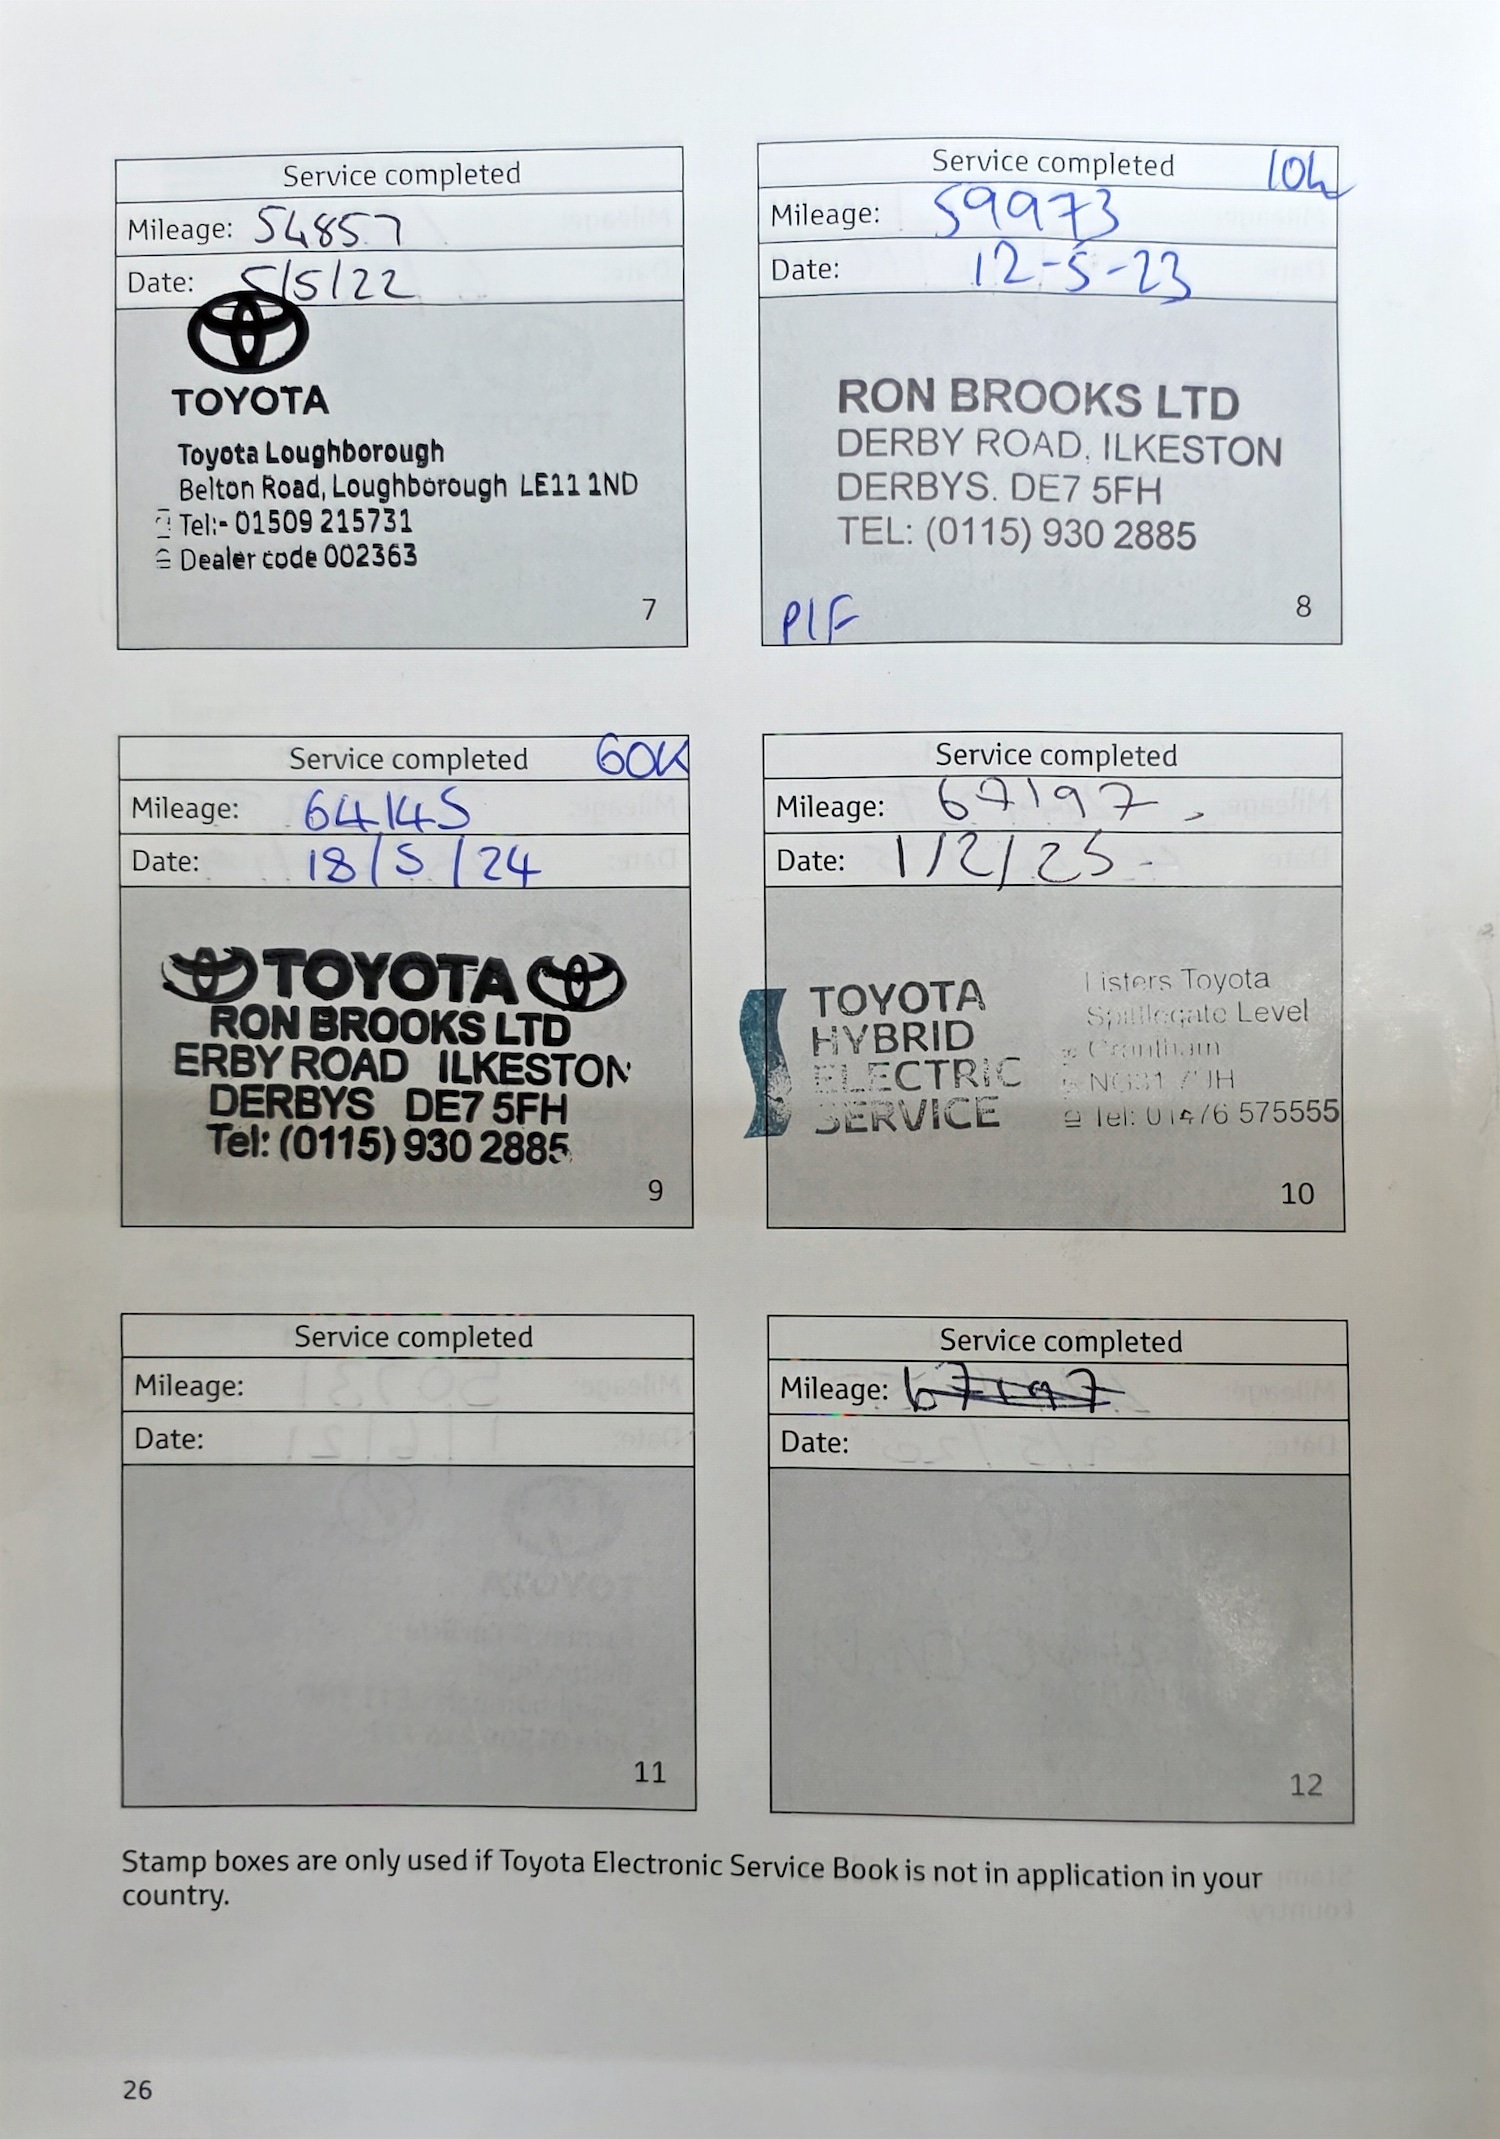 Service completed
Mileage: 54857
Date: 5/5/22
TOYOTA
Toyota Loughborough
Belton Road, Loughborough LE11 1ND
Tel:- 01509 215731
Dealer code 002363
7
Service completed 10k
Mileage: 59973
Date: 12-5-23
RON BROOKS LTD
DERBY ROAD, ILKESTON
DERBYS. DE7 5FH
TEL: (0115) 930 2885
PIF
8
Service completed 60K
Mileage: 64145
Date: 18/5/24
TOYOTA
RON BROOKS LTD
ERBY ROAD ILKESTON
DERBYS DE7 5FH
Tel: (0115) 930 2885
9
Service completed
Mileage: 67197
Date: 1/2/25
TOYOTA
HYBRID
ELECTRIC
SERVICE
Listers Toyota
Level
Grantham
Tel: 01476 575555
10
Service completed
Mileage:
Date:
11
Service completed
Mileage: 67197
Date:
12
Stamp boxes are only used if Toyota Electronic Service Book is not in application in your
country.
26